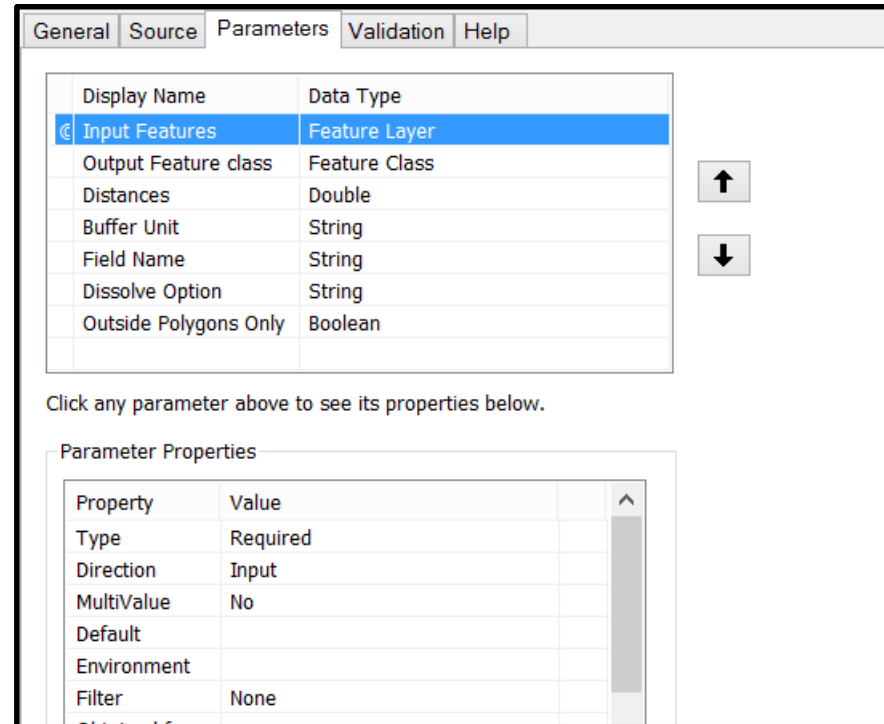 General Source Parameters Validation Help
Display Name Data Type
Input Features Feature Layer
Output Feature class Feature Class
Distances Double
Buffer Unit String
Field Name String
Dissolve Option String
Outside Polygons Only Boolean
Click any parameter above to see its properties below.
Parameter Properties
Property Value
Type Required
Direction Input
MultiValue No
Default
Environment
Filter None